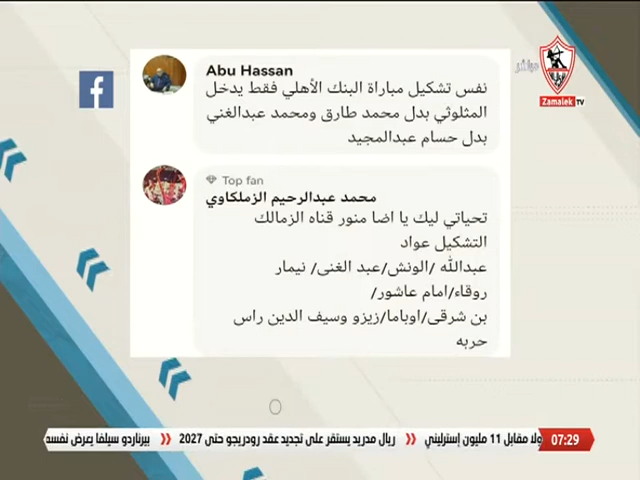 Abu Hassan
نفس تشكيل مباراة البنك الأهلي فقط يدخل
المثلوثي بدل محمد طارق ومحمد عبدالغني
بدل حسام عبدالمجيد
Top fan
محمد عبدالرحيم الزملكاوي
تحياتي ليك يا اضا منور قناه الزمالك
التشكيل عواد
عبدالله /الونش/عبد الغنى/ نيمار
روقاء/امام عاشور/
بن شرقى/اوباما/زيزو وسيف الدين راس
حربه
مباشر
Zamalek TV
07:29
ولا مقابل 11 مليون إسترليني
ريال مدريد يستقر على تجديد عقد رودريجو حتى 2027
بيرناردو سيلفا يعرض نفسه